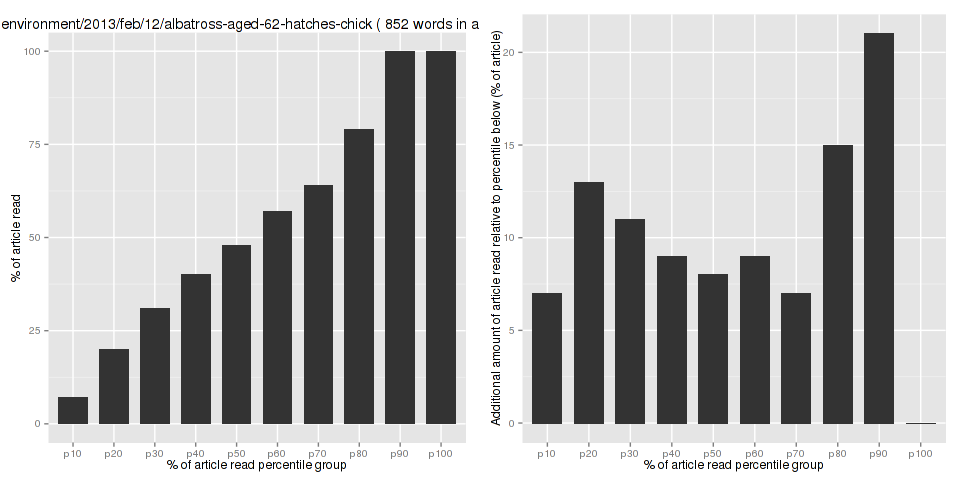 environment/2013/feb/12/albatross-aged-62-hatches-chick ( 852 words in a
% of article read
100
75
50
25
0
p10 p20 p30 p40 p50 p60 p70 p80 p90 p100
% of article read percentile group
Additional amount of article read relative to percentile below (% of article)
20
15
10
5
0
p10 p20 p30 p40 p50 p60 p70 p80 p90 p100
% of article read percentile group